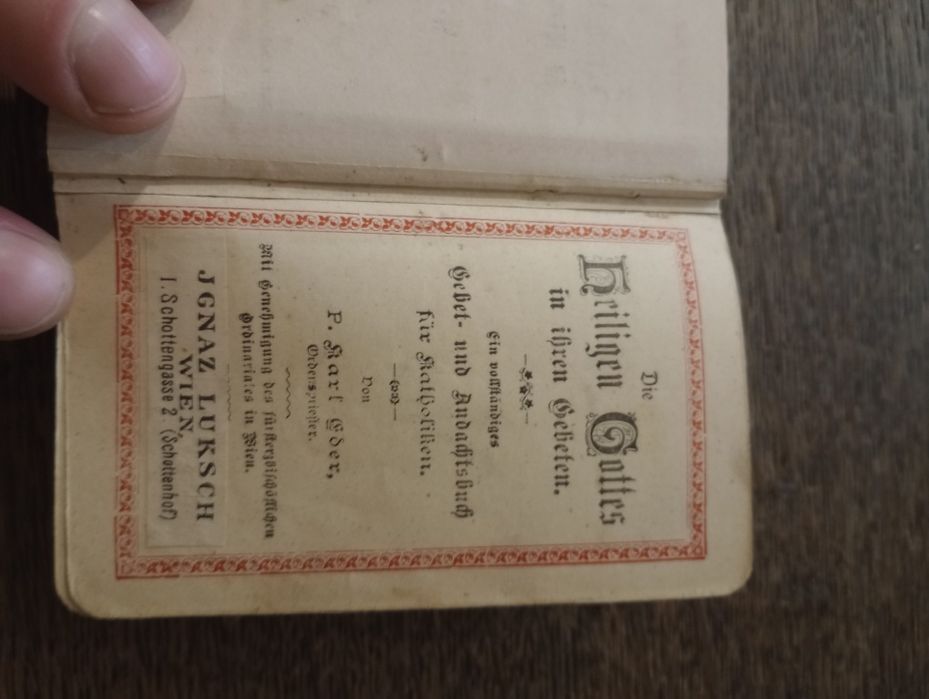 Die
Heiligen Gottes
in ihren Gebeten.
Ein vollständiges
Gebet- und Andachtsbuch
für Katholiken.
Von
P. Karl Eder,
Ordenspriester.
Mit Genehmigung des fürsterzbischöflichen
Ordinariates in Wien.
JGNAZ LUKSCH
WIEN,
I. Schottengasse 2 (Schottenhof)